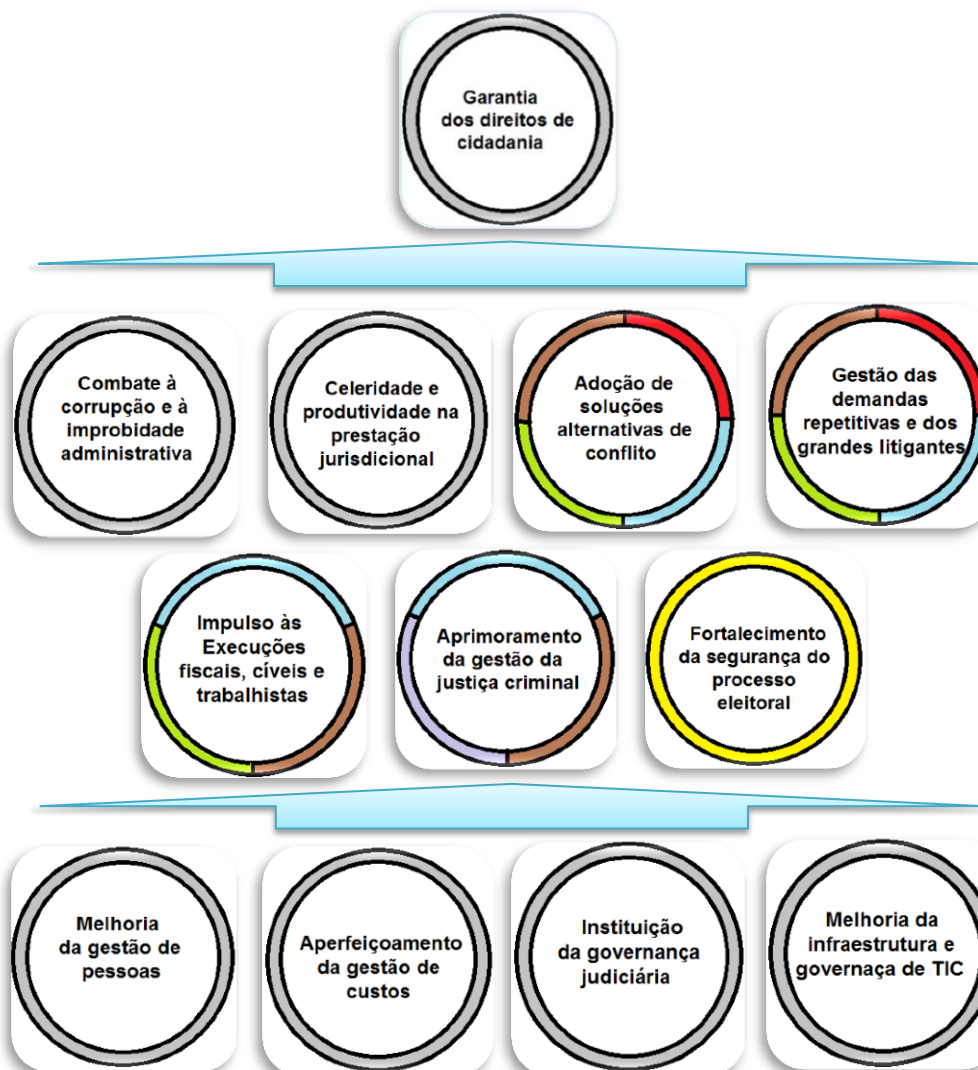 Garantia
dos direitos de
cidadania
Combate à
corrupção e à
improbidade
administrativa
Celeridade e
produtividade na
prestação
jurisdicional
Adoção de
soluções
alternativas de
conflito
Gestão das
demandas
repetitivas e dos
grandes litigantes
Impulso às
Execuções
fiscais, cíveis e
trabalhistas
Aprimoramento
da gestão da
justiça criminal
Fortalecimento
da segurança do
processo
eleitoral
Melhoria
da gestão de
pessoas
Aperfeiçoamento
da gestão de
custos
Instituição
da governança
judiciária
Melhoria da
infraestrutura e
governaça de TIC